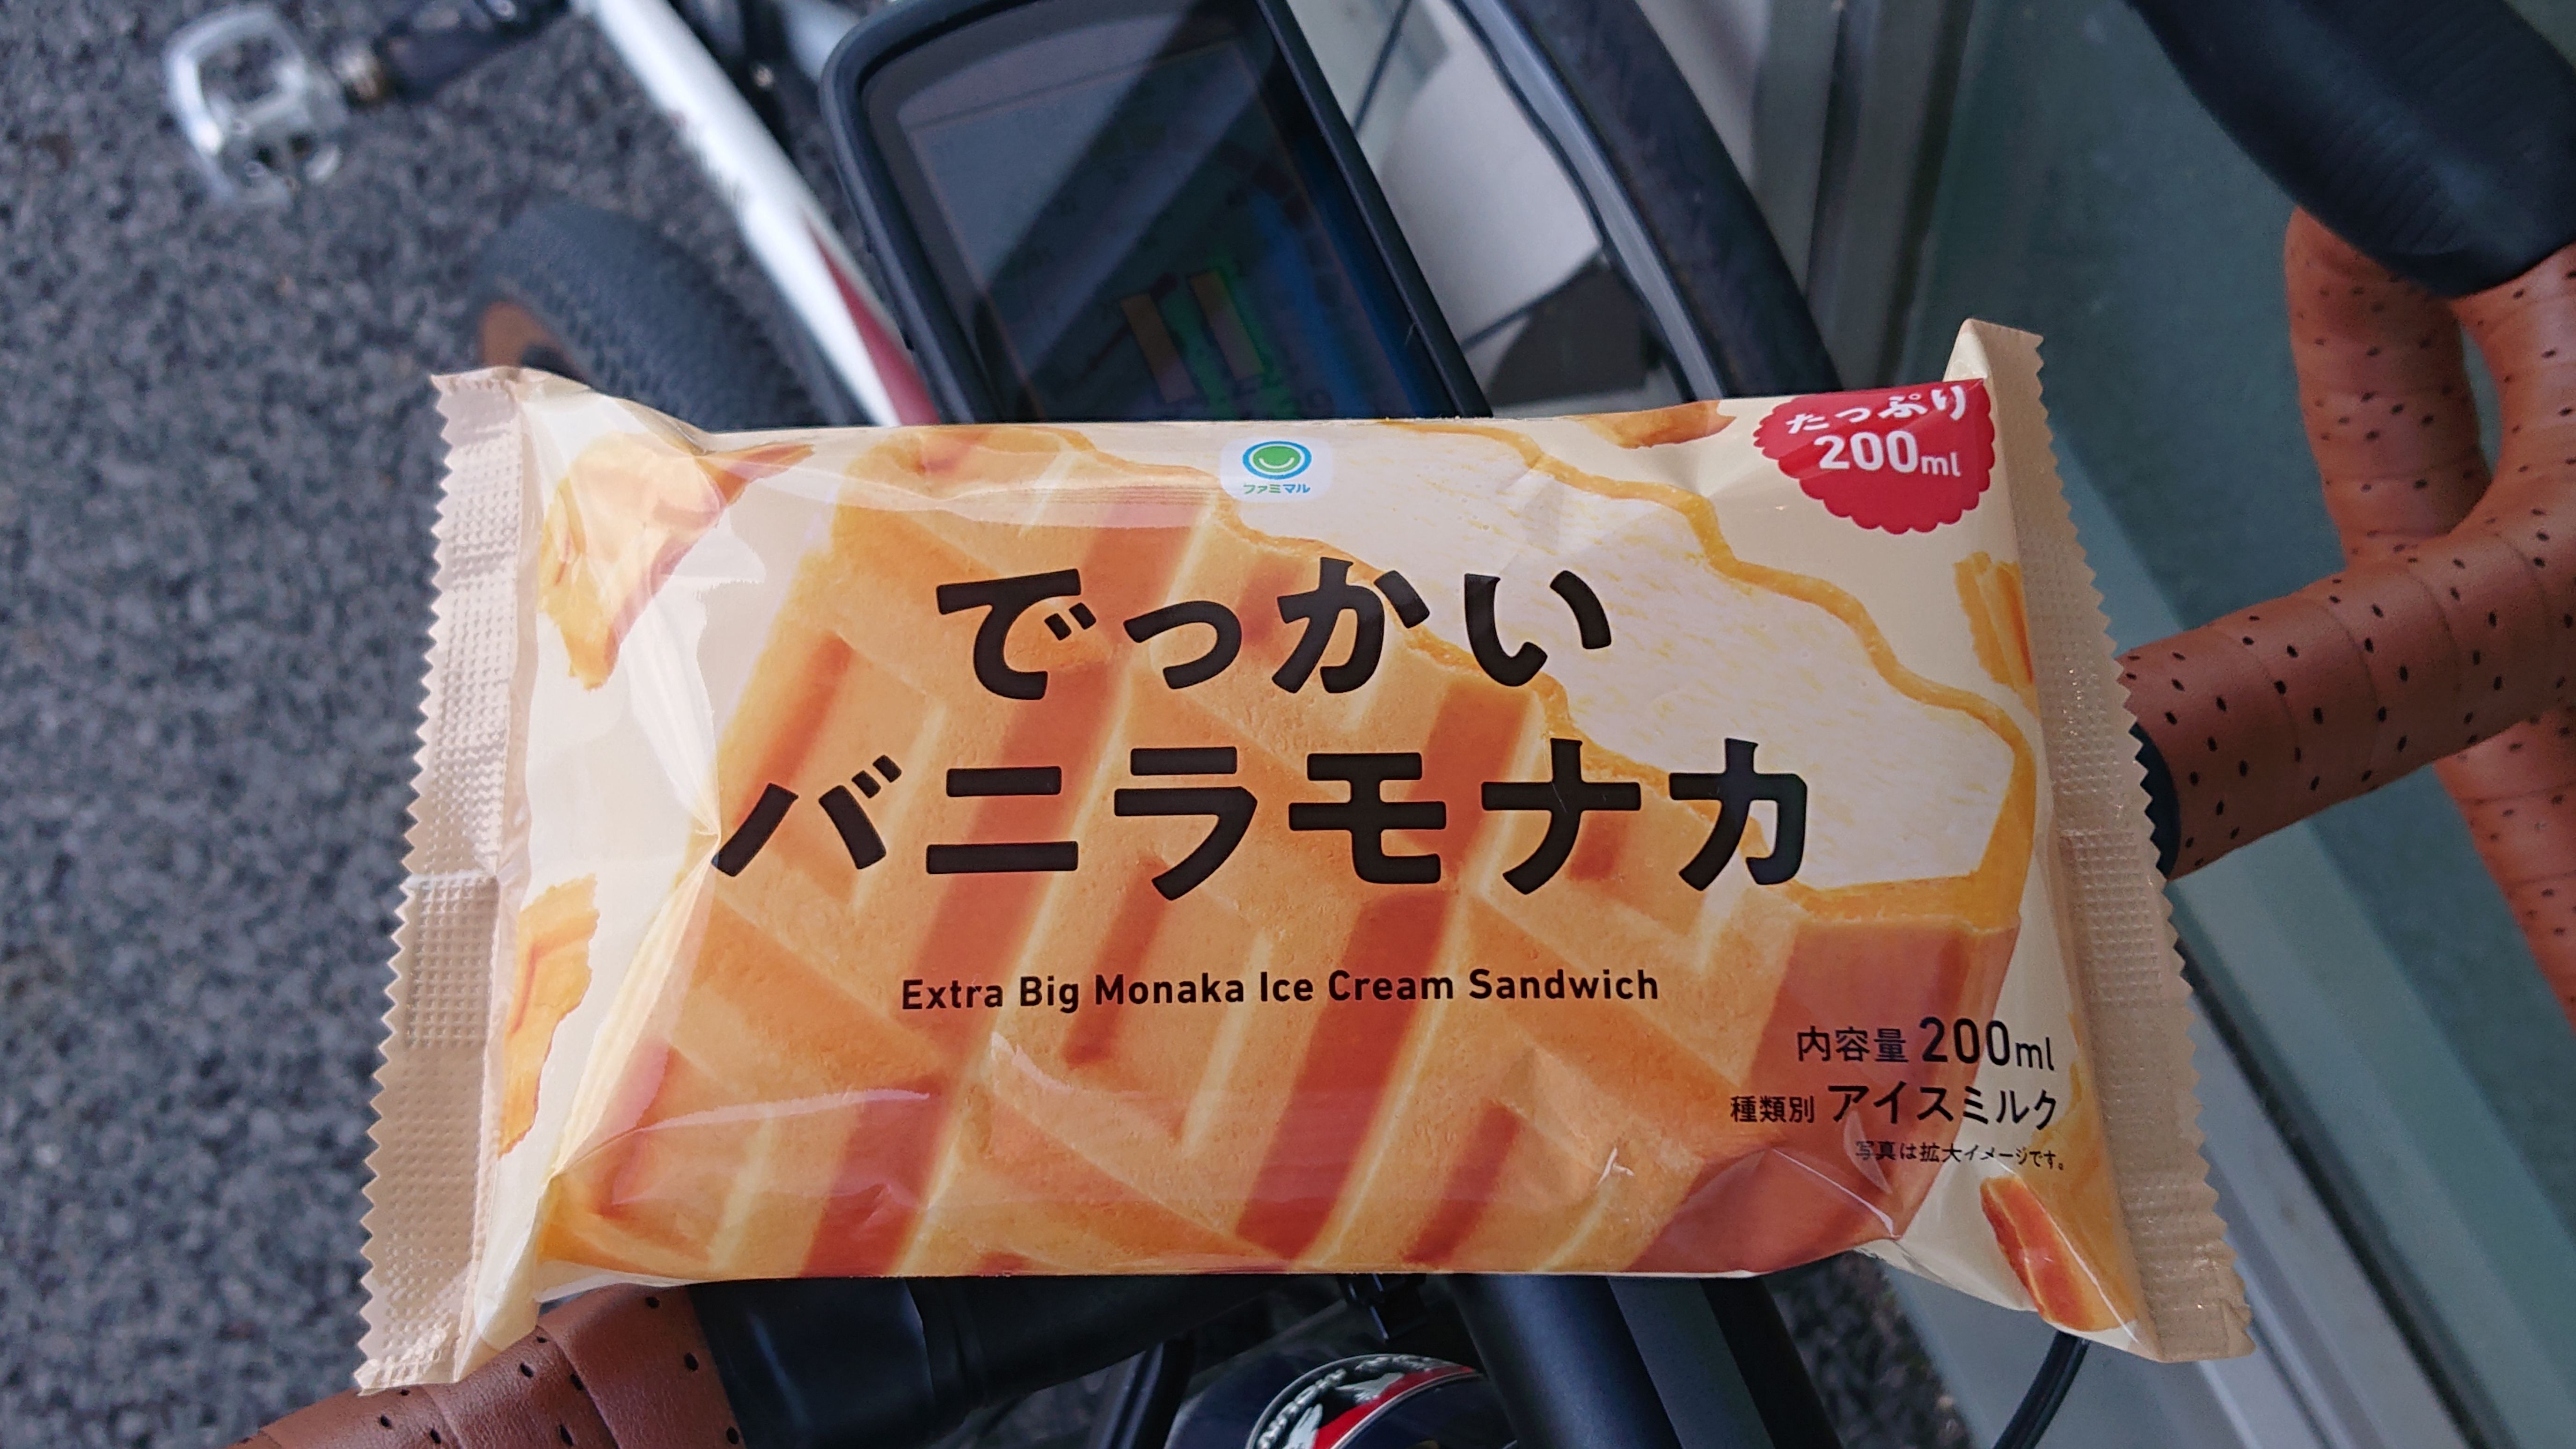 たっぷり
200ml
ファミマル
でっかい
バニラモナカ
Extra Big Monaka Ice Cream Sandwich
内容量 200ml
種類別 アイスミルク
写真は拡大イメージです。